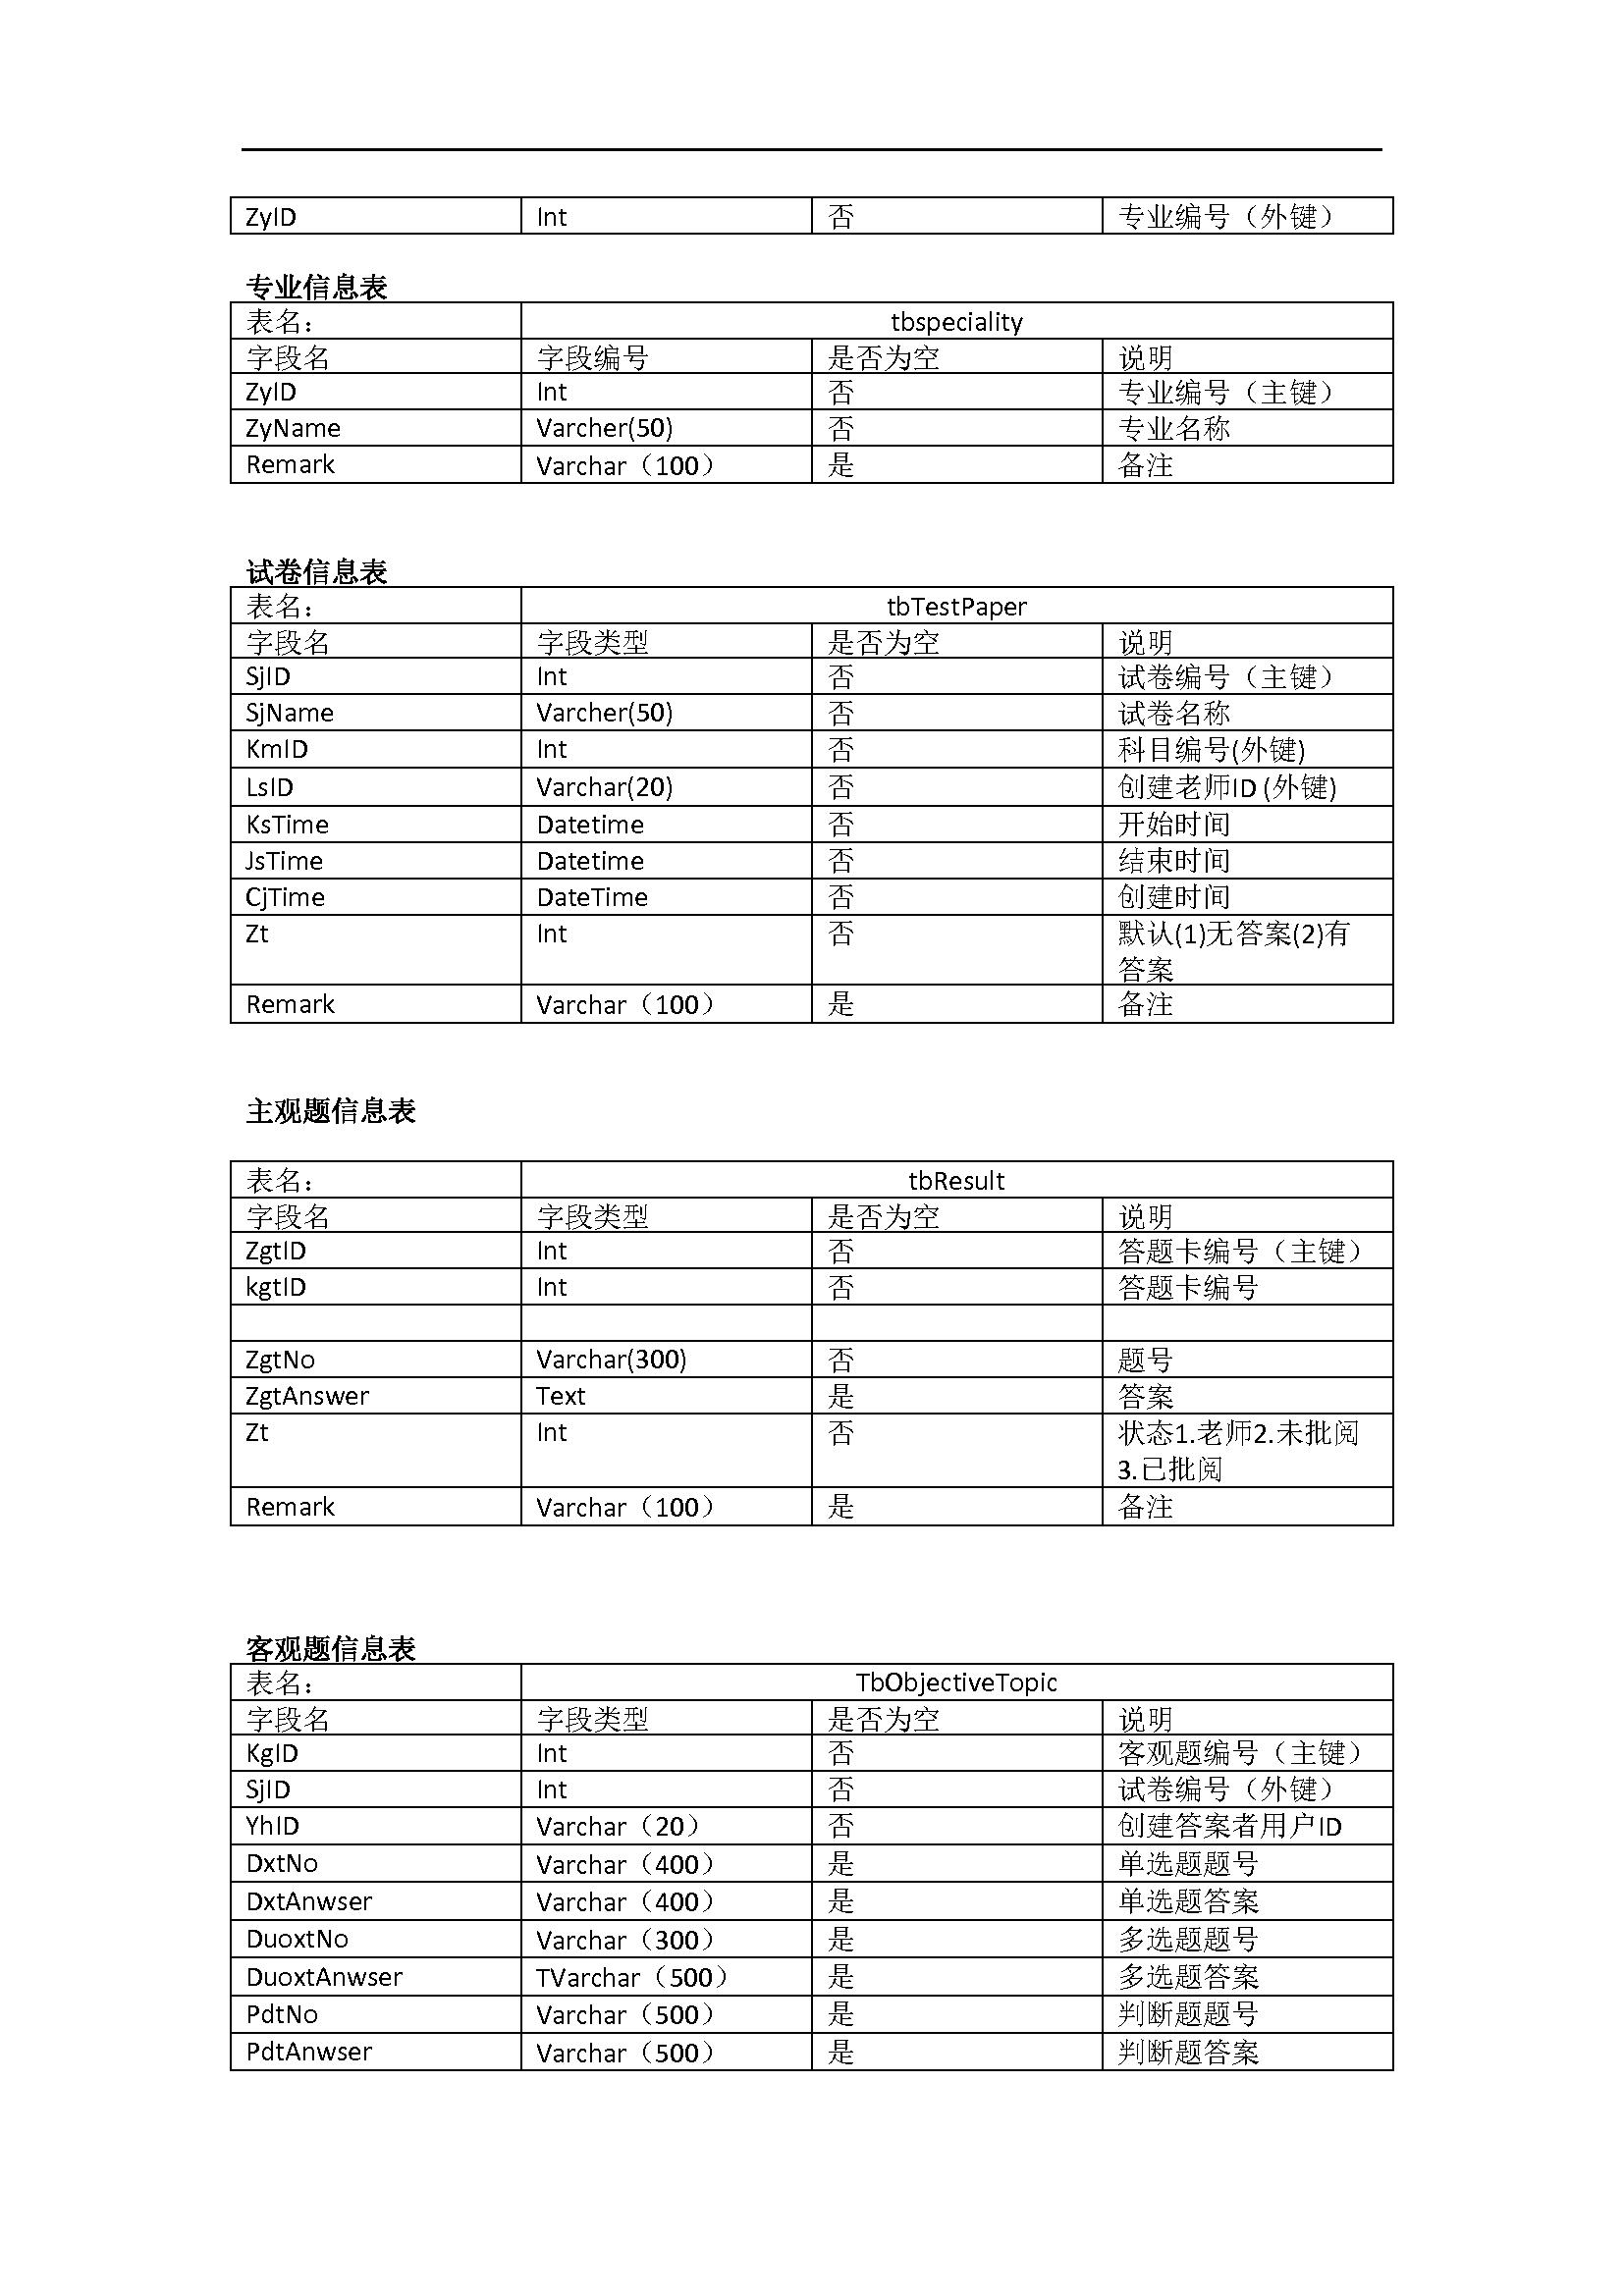 ZyID Int 否 专业编号（外键）
专业信息表
表名： tbspeciality
字段名 字段编号 是否为空 说明
ZyID Int 否 专业编号（主键）
ZyName Varcher(50) 否 专业名称
Remark Varchar（100） 是 备注
试卷信息表
表名： tbTestPaper
字段名 字段类型 是否为空 说明
SjID Int 否 试卷编号（主键）
SjName Varcher(50) 否 试卷名称
KmID Int 否 科目编号(外键)
LsID Varchar(20) 否 创建老师ID (外键)
KsTime Datetime 否 开始时间
JsTime Datetime 否 结束时间
CjTime DateTime 否 创建时间
Zt Int 否 默认(1)无答案(2)有
答案
Remark Varchar（100） 是 备注
主观题信息表
表名： tbResult
字段名 字段类型 是否为空 说明
ZgtID Int 否 答题卡编号（主键）
kgtID Int 否 答题卡编号
ZgtNo Varchar(300) 否 题号
ZgtAnswer Text 是 答案
Zt Int 否 状态1.老师2.未批阅
3.已批阅
Remark Varchar（100） 是 备注
客观题信息表
表名： TbObjectiveTopic
字段名 字段类型 是否为空 说明
KgID Int 否 客观题编号（主键）
SjID Int 否 试卷编号（外键）
YhID Varchar（20） 否 创建答案者用户ID
DxtNo Varchar（400） 是 单选题题号
DxtAnwser Varchar（400） 是 单选题答案
DuoxtNo Varchar（300） 是 多选题题号
DuoxtAnwser TVarchar（500） 是 多选题答案
PdtNo Varchar（500） 是 判断题题号
PdtAnwser Varchar（500） 是 判断题答案